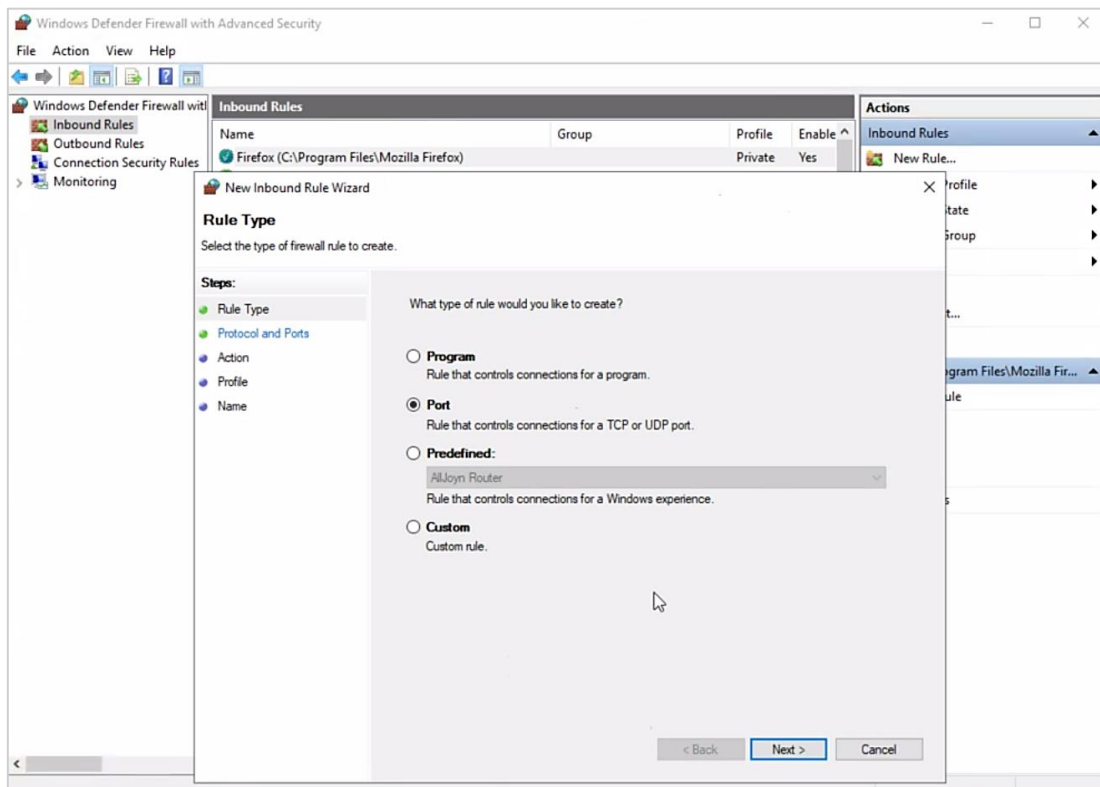 Windows Defender Firewall with Advanced Security
File Action View Help
Windows Defender Firewall with
Inbound Rules
Outbound Rules
Connection Security Rules
Monitoring
Inbound Rules
Name Group Profile Enable
Firefox (C:\Program Files\Mozilla Firefox) Private Yes
Actions
Inbound Rules
New Rule...
rofile
tate
Group
t...
gram Files\Mozilla Fir...
ule
s
New Inbound Rule Wizard
Rule Type
Select the type of firewall rule to create.
Steps:
Rule Type
Protocol and Ports
Action
Profile
Name
What type of rule would you like to create?
Program
Rule that controls connections for a program.
Port
Rule that controls connections for a TCP or UDP port.
Predefined:
AllJoyn Router
Rule that controls connections for a Windows experience.
Custom
Custom rule.
< Back Next > Cancel